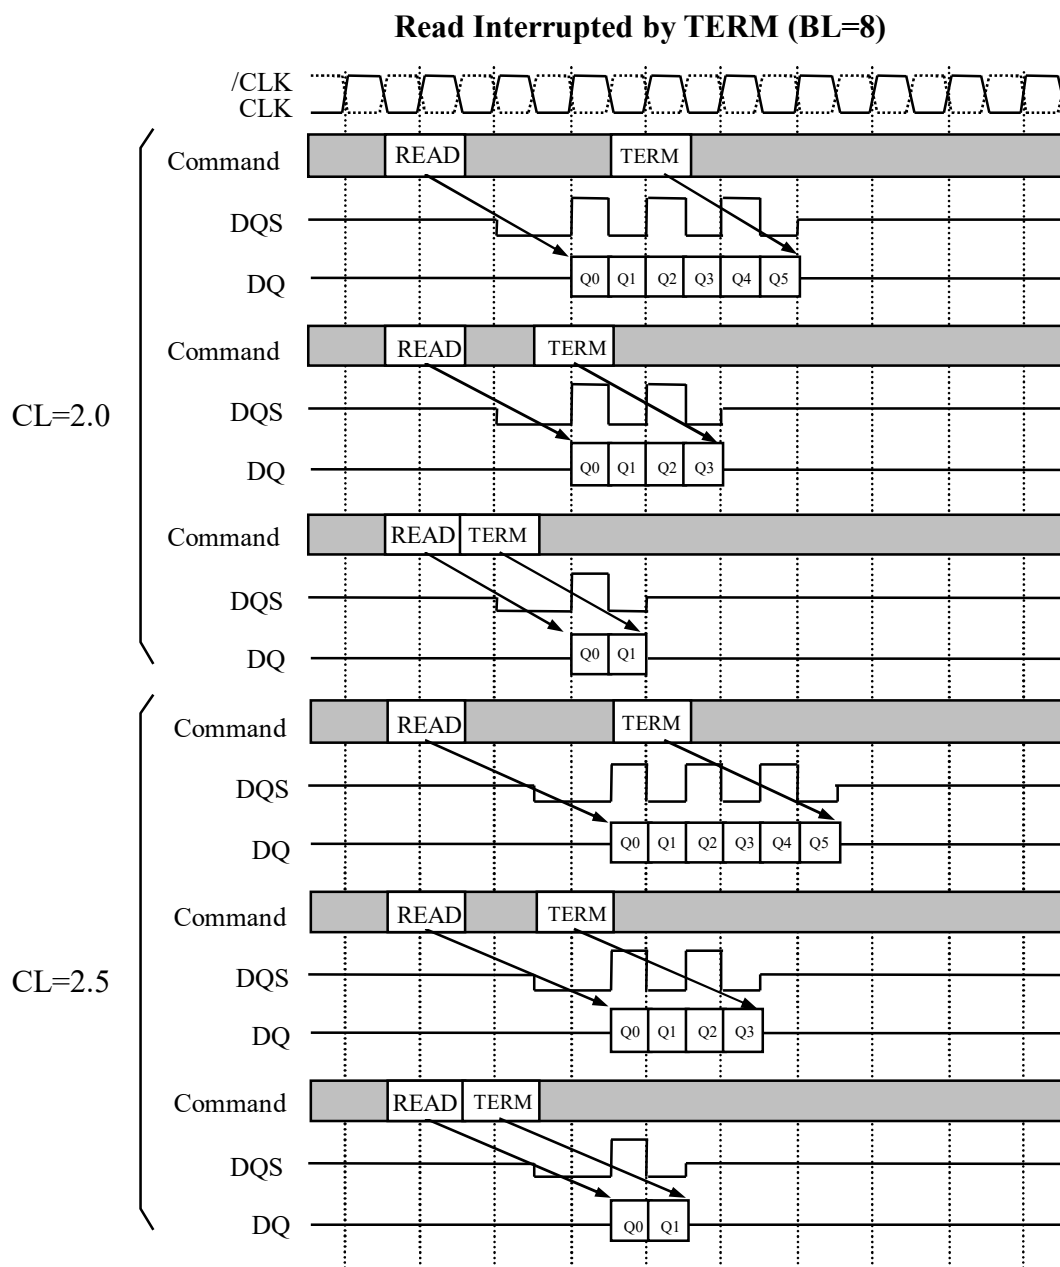 Read Interrupted by TERM (BL=8)
/CLK
CLK
Command READ TERM
DQS
DQ Q0 Q1 Q2 Q3 Q4 Q5
Command READ TERM
CL=2.0
DQS
DQ Q0 Q1 Q2 Q3
Command READ TERM
DQS
DQ Q0 Q1
Command READ TERM
DQS
DQ Q0 Q1 Q2 Q3 Q4 Q5
Command READ TERM
CL=2.5
DQS
DQ Q0 Q1 Q2 Q3
Command READ TERM
DQS
DQ Q0 Q1